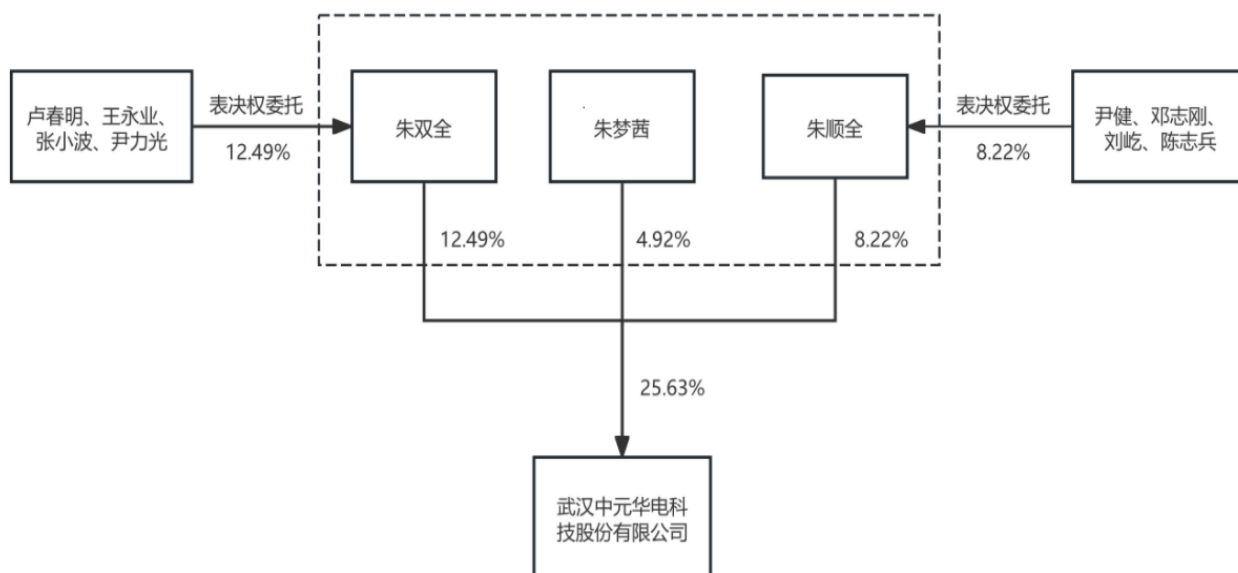 卢春明、王永业、
张小波、尹力光
表决权委托
12.49%
朱双全
朱梦茜
朱顺全
表决权委托
8.22%
尹健、邓志刚、
刘屹、陈志兵
12.49%
4.92%
8.22%
25.63%
武汉中元华电科
技股份有限公司